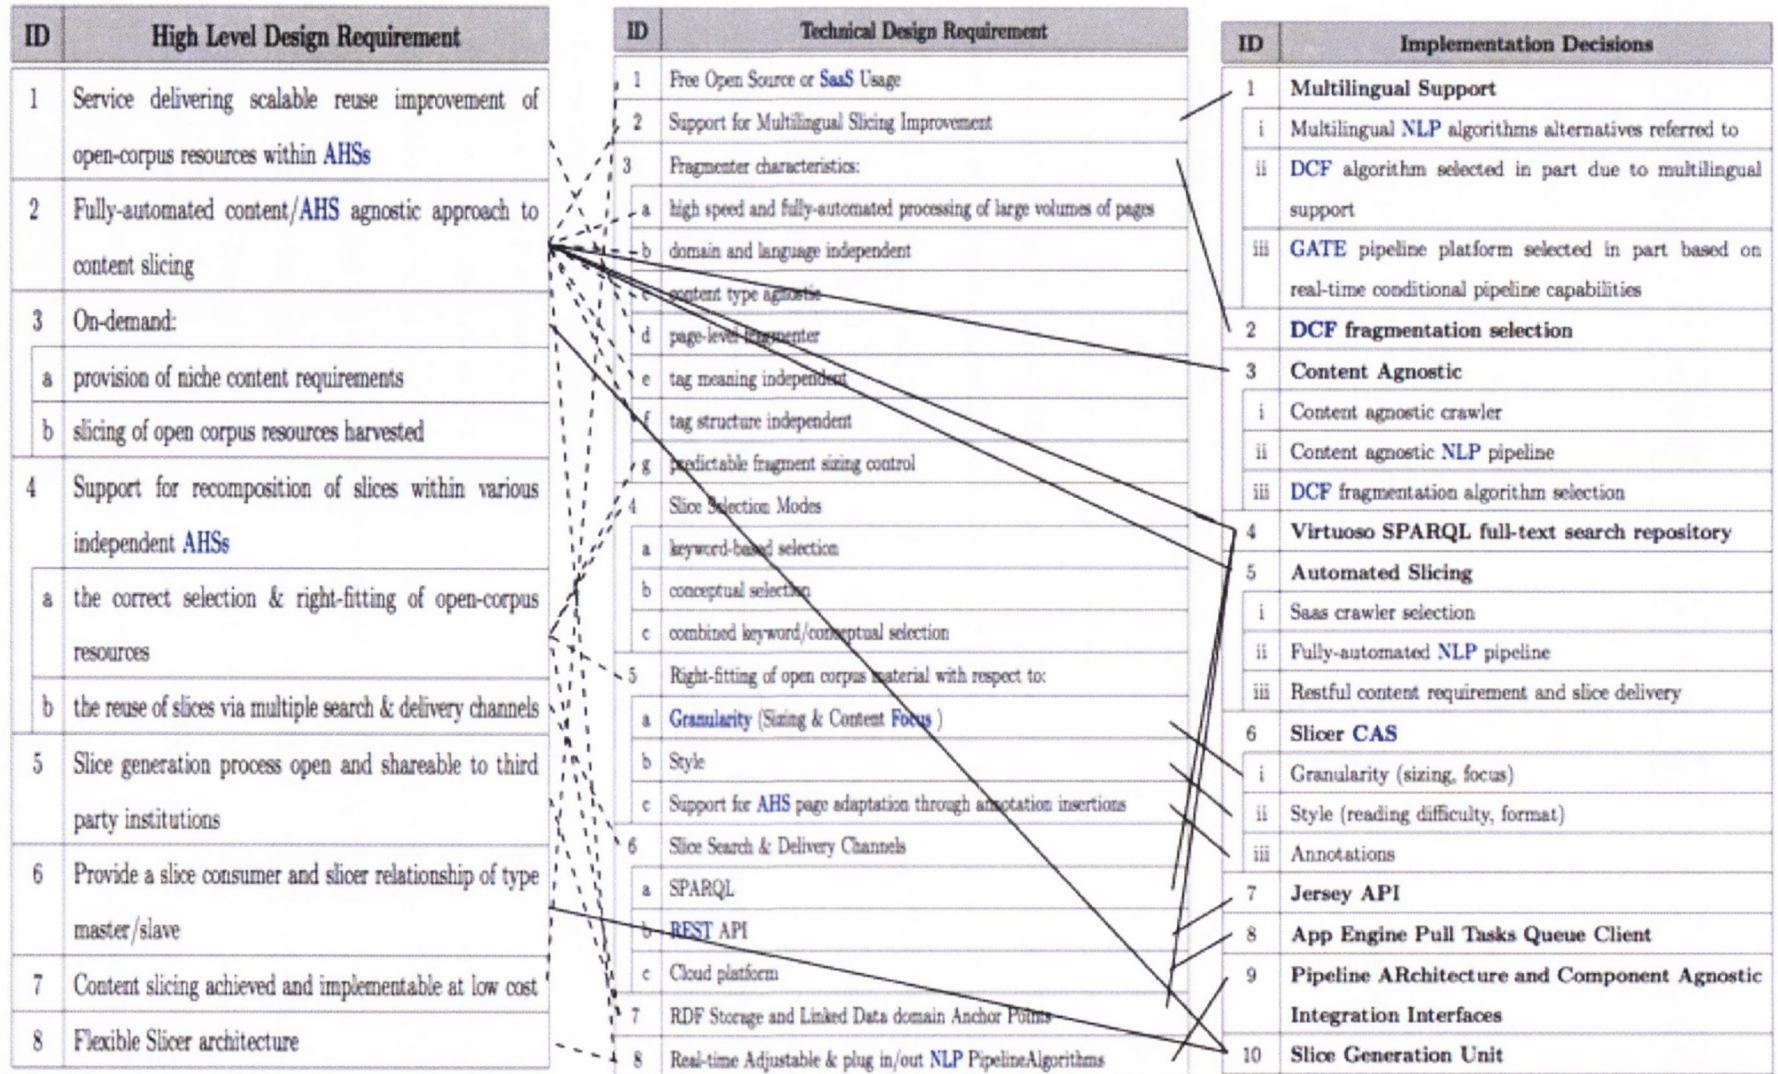 ID High Level Design Requirement
1 Service delivering scalable reuse improvement of
open-corpus resources within AHSs
2 Fully-automated content/AHS agnostic approach to
content slicing
3 On-demand:
a provision of niche content requirements
b slicing of open corpus resources harvested
4 Support for recomposition of slices within various
independent AHSs
a the correct selection & right-fitting of open-corpus
resources
b the reuse of slices via multiple search & delivery channels
5 Slice generation process open and shareable to third
party institutions
6 Provide a slice consumer and slicer relationship of type
master/slave
7 Content slicing achieved and implementable at low cost
8 Flexible Slicer architecture
ID Technical Design Requirement
1 Free Open Source or SaaS Usage
2 Support for Multilingual Slicing Improvement
3 Fragmenter characteristics:
a high speed and fully-automated processing of large volumes of pages
b domain and language independent
c content type agnostic
d page-level fragmenter
e tag meaning independent
f tag structure independent
g predictable fragment sizing control
4 Slice Selection Modes
a keyword-based selection
b conceptual selection
c combined keyword/conceptual selection
5 Right-fitting of open corpus material with respect to:
a Granularity (Sizing & Content Focus )
b Style
c Support for AHS page adaptation through annotation insertions
6 Slice Search & Delivery Channels
a SPARQL
b REST API
c Cloud platform
7 RDF Storage and Linked Data domain Anchor Points
8 Real-time Adjustable & plug in/out NLP PipelineAlgorithms
ID Implementation Decisions
1 Multilingual Support
i Multilingual NLP algorithms alternatives referred to
ii DCF algorithm selected in part due to multilingual
support
iii GATE pipeline platform selected in part based on
real-time conditional pipeline capabilities
2 DCF fragmentation selection
3 Content Agnostic
i Content agnostic crawler
ii Content agnostic NLP pipeline
iii DCF fragmentation algorithm selection
4 Virtuoso SPARQL full-text search repository
5 Automated Slicing
i Saas crawler selection
ii Fully-automated NLP pipeline
iii Restful content requirement and slice delivery
6 Slicer CAS
i Granularity (sizing, focus)
ii Style (reading difficulty, format)
iii Annotations
7 Jersey API
8 App Engine Pull Tasks Queue Client
9 Pipeline ARchitecture and Component Agnostic
Integration Interfaces
10 Slice Generation Unit